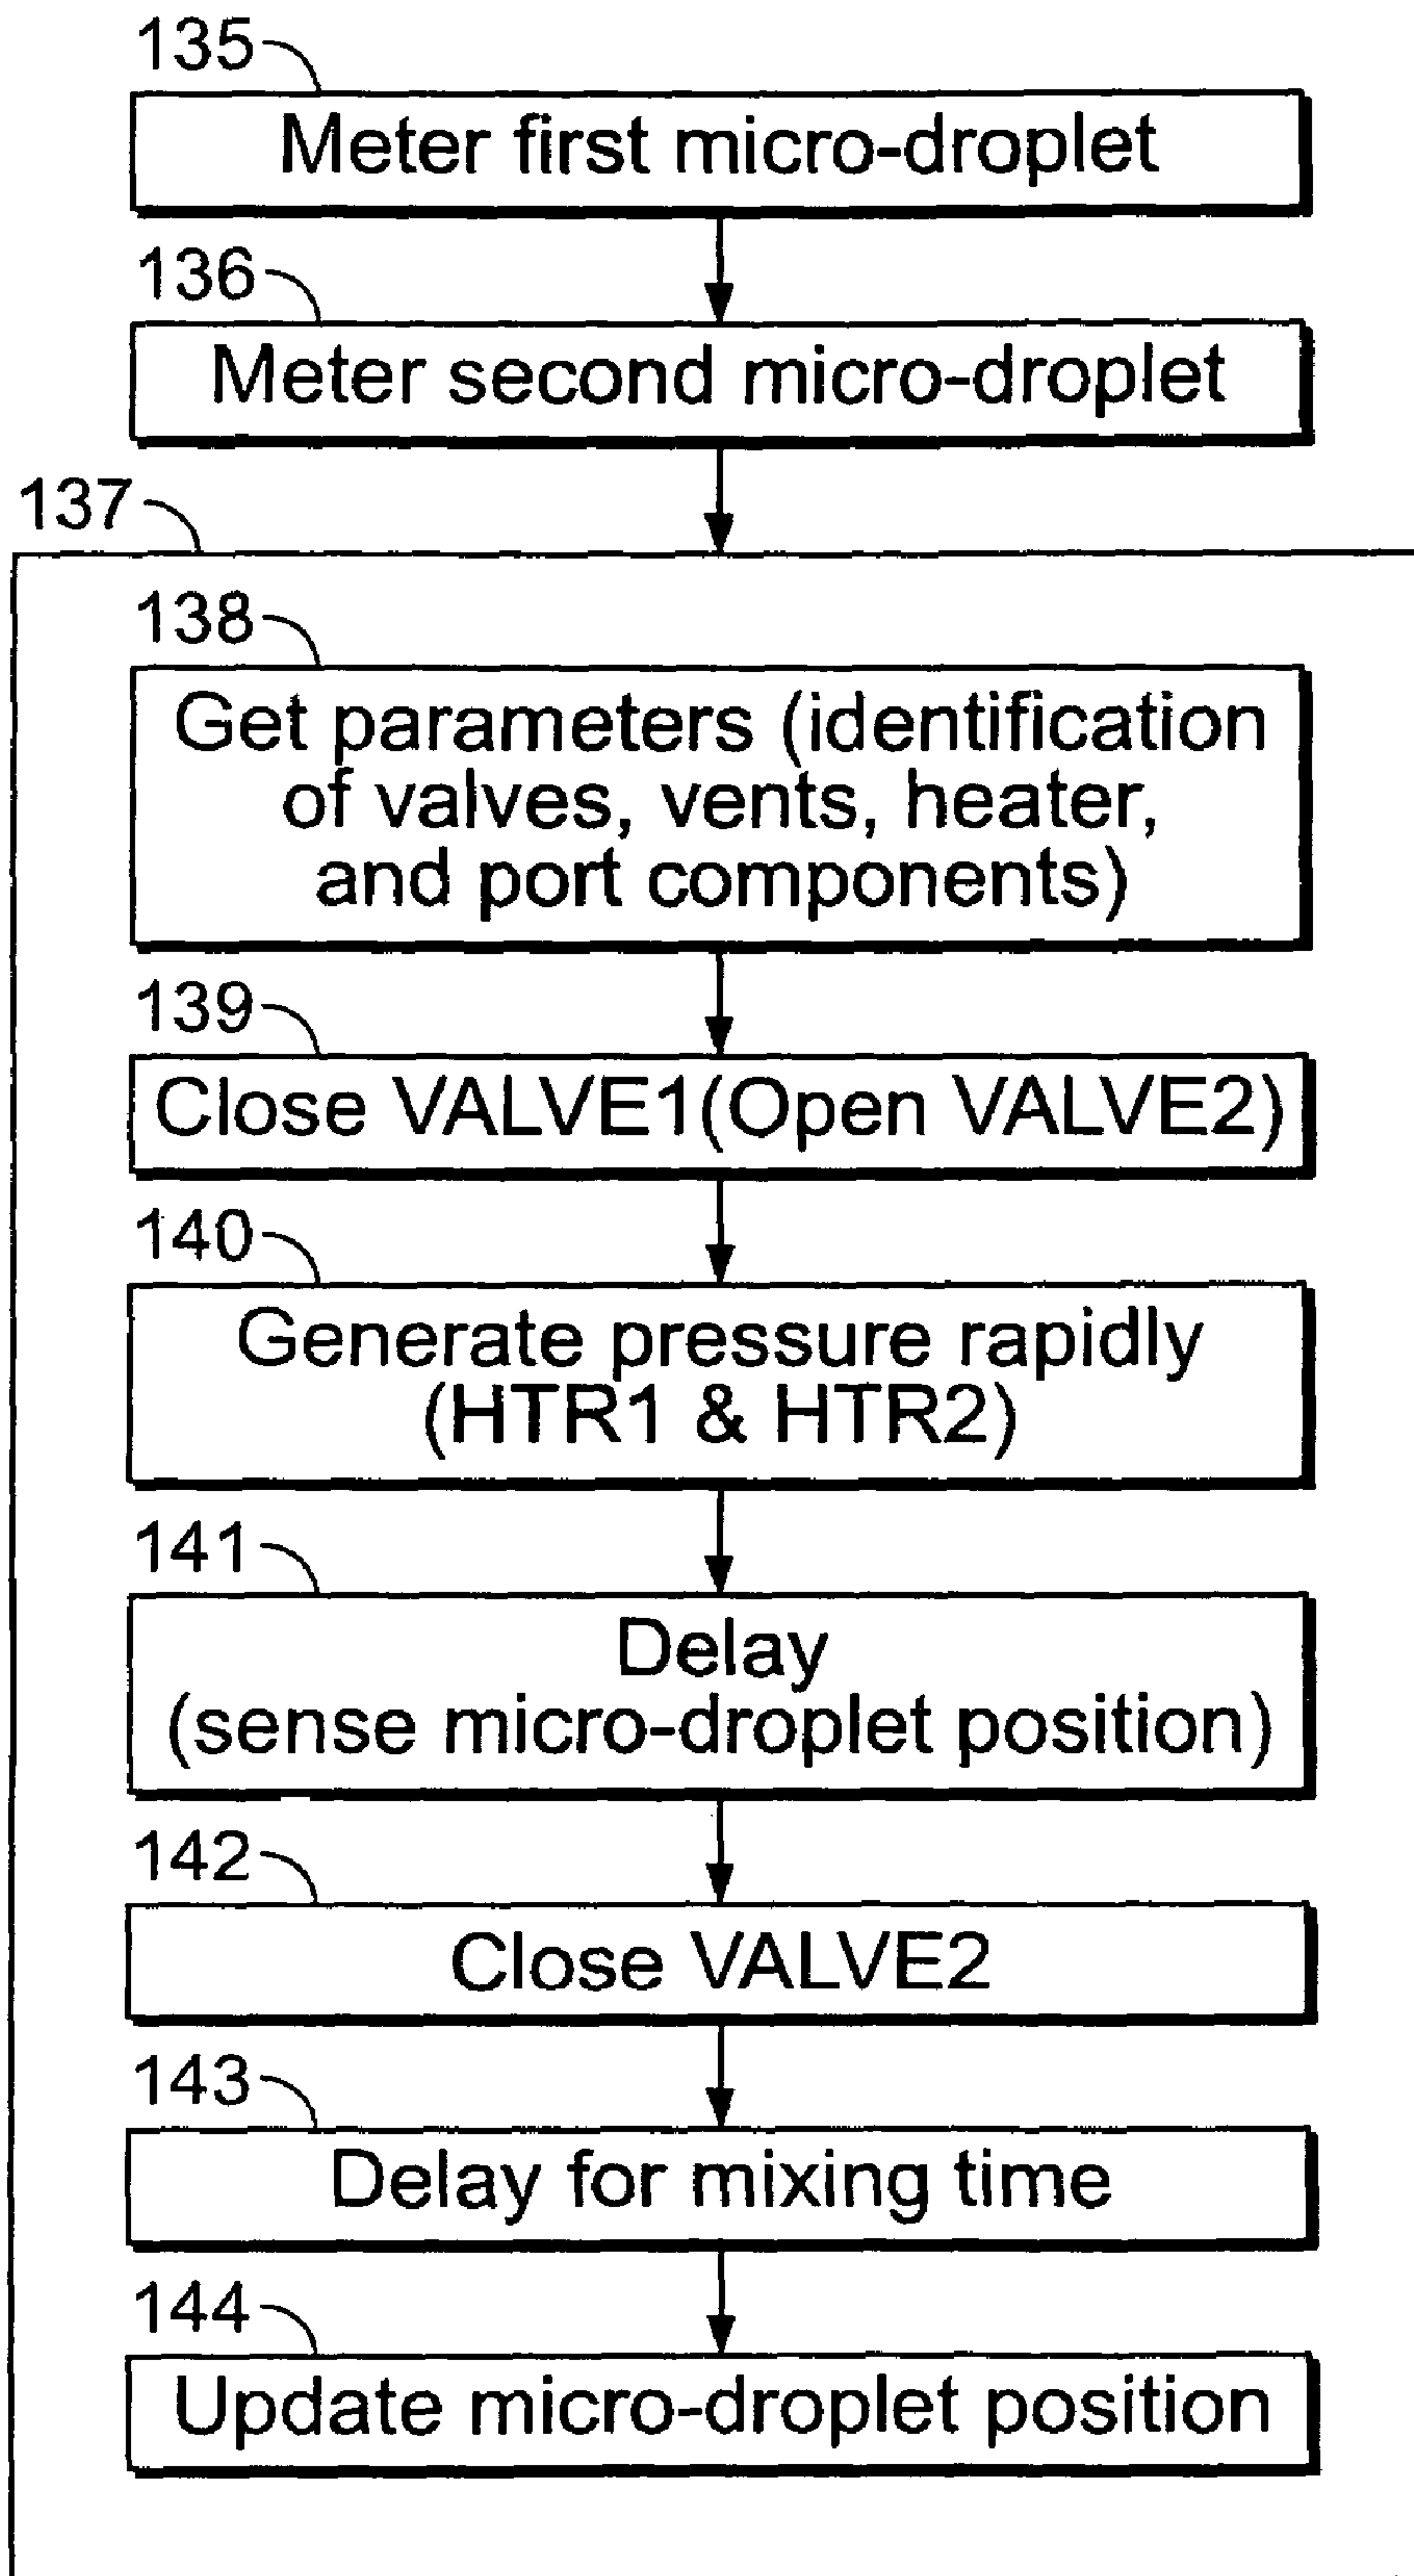 135
Meter first micro-droplet
136
Meter second micro-droplet
137
138
Get parameters (identification
of valves, vents, heater,
and port components)
139
Close VALVE1(Open VALVE2)
140
Generate pressure rapidly
(HTR1 & HTR2)
141
Delay
(sense micro-droplet position)
142
Close VALVE2
143
Delay for mixing time
144
Update micro-droplet position